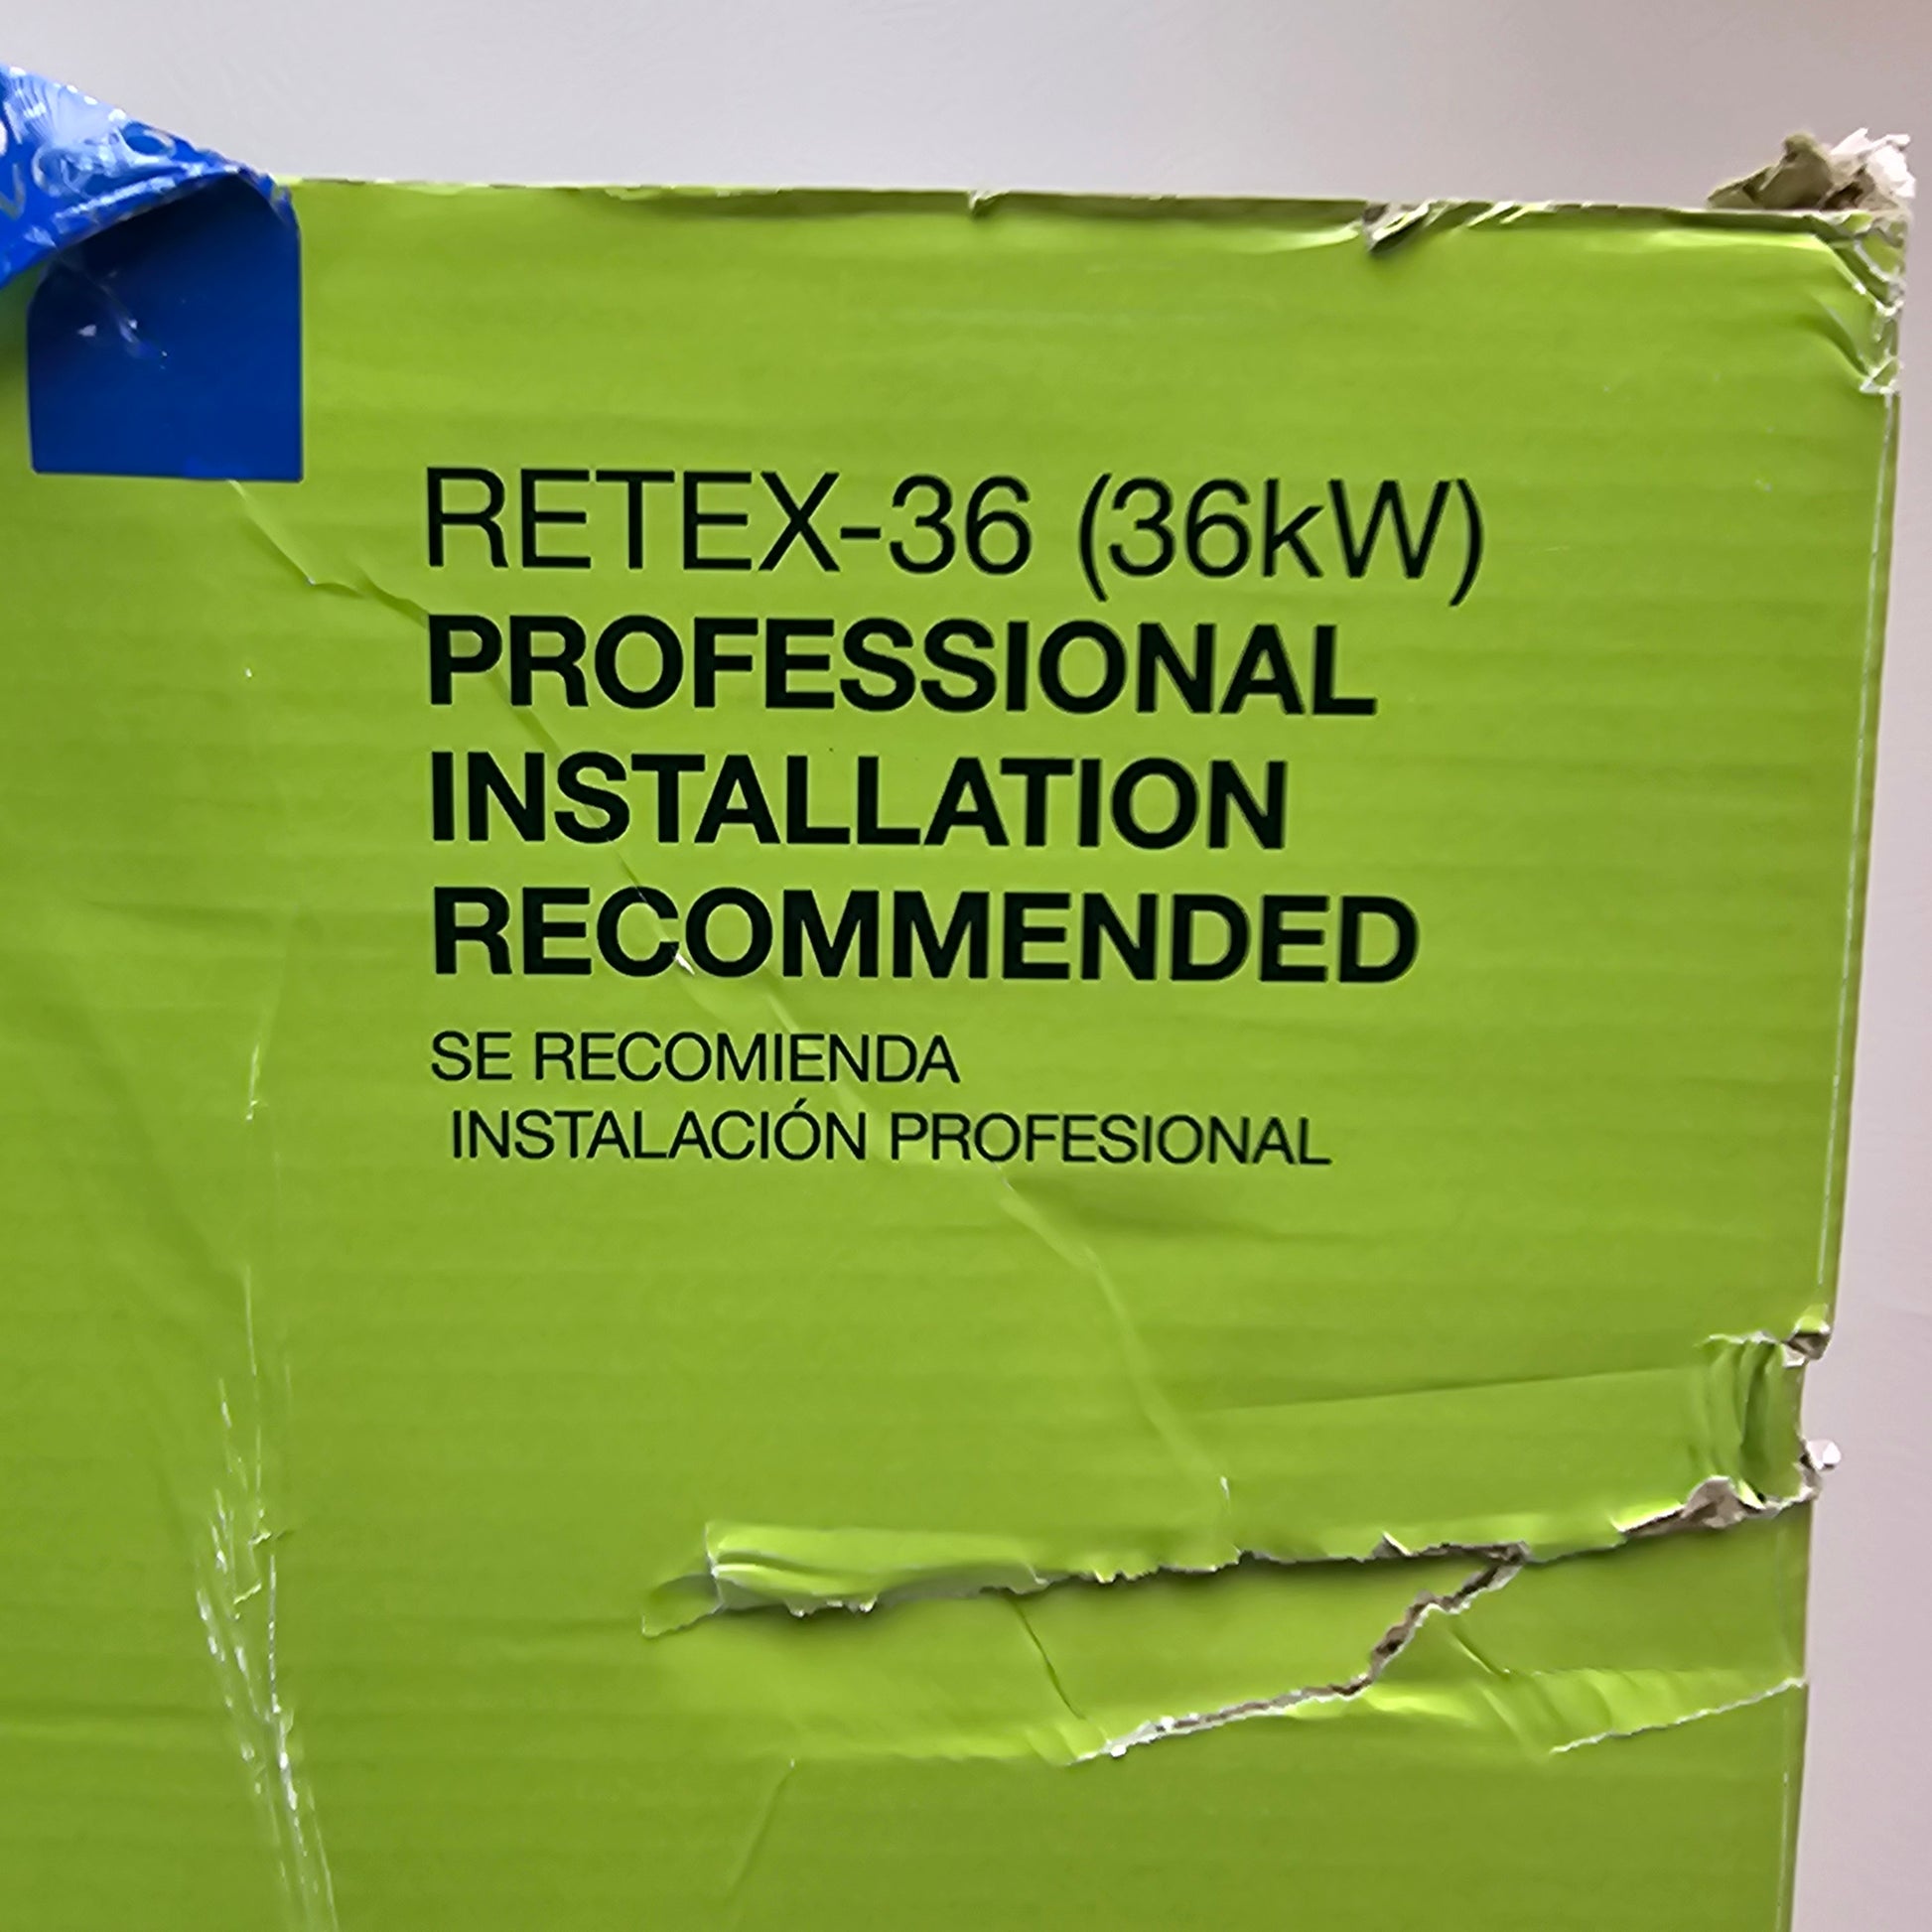 RETEX-36 (36kW)
PROFESSIONAL
INSTALLATION
RECOMMENDED
SE RECOMIENDA
INSTALACIÓN PROFESIONAL